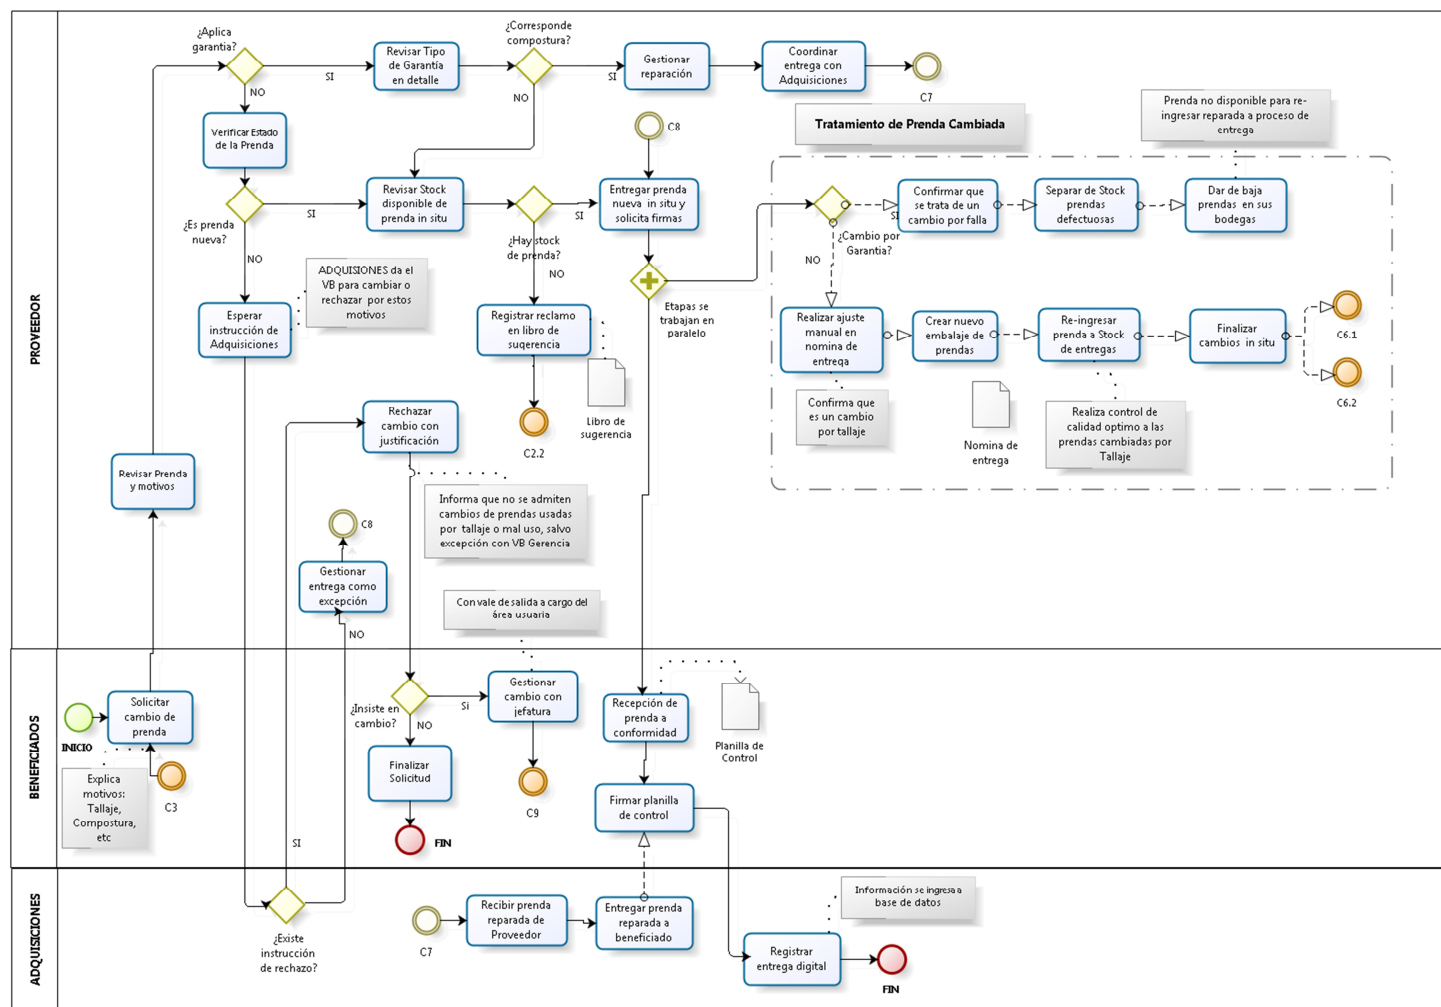 PROVEEDOR
¿Aplica
garantia?
SI
NO
Revisar Tipo
de Garantía
en detalle
¿Corresponde
compostura?
SI
NO
Gestionar
reparación
Coordinar
entrega con
Adquisiciones
C7
Verificar Estado
de la Prenda
¿Es prenda
nueva?
SI
NO
Revisar Stock
disponible de
prenda in situ
¿Hay stock
de prenda?
SI
NO
C8
Entregar prenda
nueva in situ y
solicita firmas
Etapas se
trabajan en
paralelo
Tratamiento de Prenda Cambiada
Prenda no disponible para re-
ingresar reparada a proceso de
entrega
¿Cambio por
Garantia?
SI
NO
Confirmar que
se trata de un
cambio por falla
Separar de Stock
prendas
defectuosas
Dar de baja
prendas en sus
bodegas
Realizar ajuste
manual en
nomina de
entrega
Crear nuevo
embalaje de
prendas
Re-ingresar
prenda a Stock
de entregas
Finalizar
cambios in situ
C6.1
C6.2
Confirma que
es un cambio
por tallaje
Nomina de
entrega
Realiza control de
calidad optimo a las
prendas cambiadas por
Tallaje
ADQUISIONES da el
VB para cambiar o
rechazar por estos
motivos
Esperar
instrucción de
Adquisiciones
Registrar reclamo
en libro de
sugerencia
Libro de
sugerencia
C2.2
Rechazar
cambio con
justificación
Informa que no se admiten
cambios de prendas usadas
por tallaje o mal uso, salvo
excepción con VB Gerencia
Revisar Prenda
y motivos
C8
Gestionar
entrega como
excepción
NO
Con vale de salida a cargo del
área usuaria
BENEFICIADOS
INICIO
Solicitar
cambio de
prenda
C3
Explica
motivos:
Tallaje,
Compostura,
etc
SI
¿Insiste en
cambio?
Si
NO
Gestionar
cambio con
jefatura
C9
Finalizar
Solicitud
FIN
Recepción de
prenda a
conformidad
Planilla de
Control
Firmar planilla
de control
ADQUISICIONES
¿Existe
instrucción
de rechazo?
C7
Recibir prenda
reparada de
Proveedor
Entregar prenda
reparada a
beneficiado
Información se ingresa a
base de datos
Registrar
entrega digital
FIN